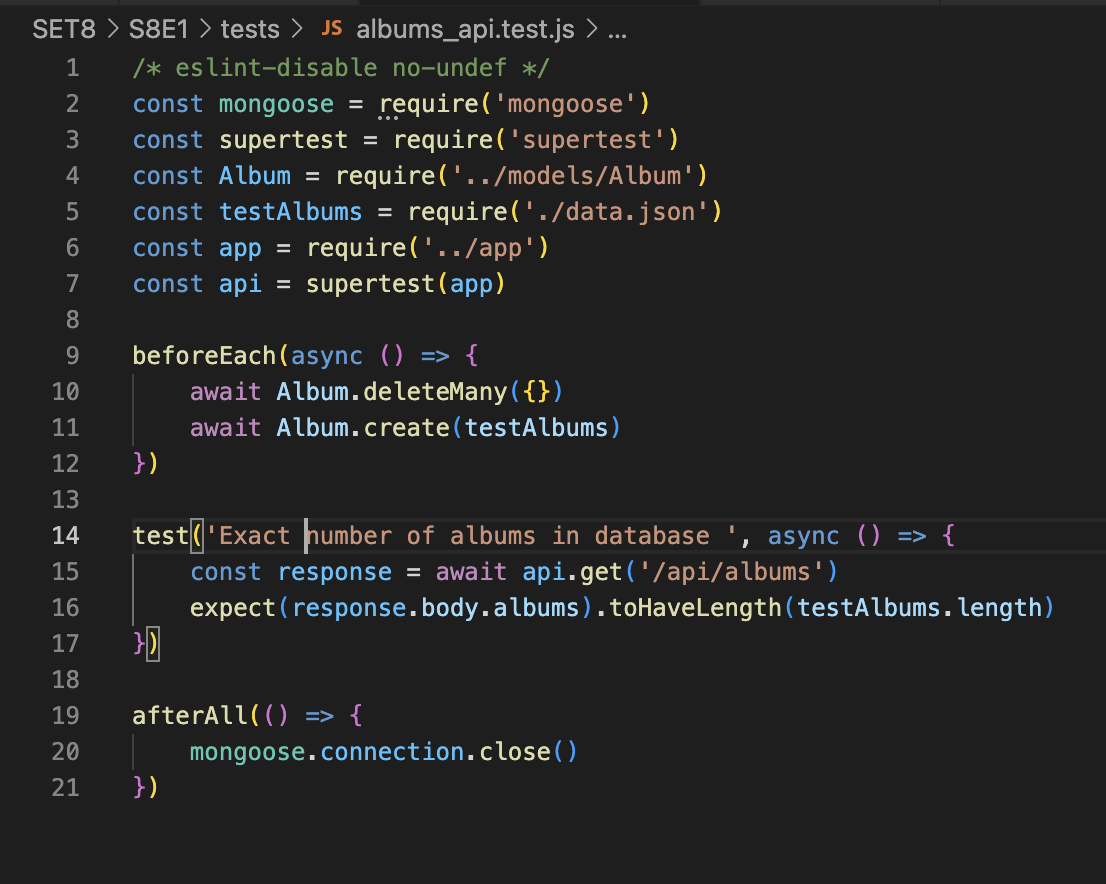 SET8 > S8E1 > tests > JS albums_api.test.js > ...
1 /* eslint-disable no-undef */
2 const mongoose = require('mongoose')
3 const supertest = require('supertest')
4 const Album = require('../models/Album')
5 const testAlbums = require('./data.json')
6 const app = require('../app')
7 const api = supertest(app)
8
9 beforeEach(async () => {
10     await Album.deleteMany({})
11     await Album.create(testAlbums)
12 })
13
14 test('Exact number of albums in database ', async () => {
15     const response = await api.get('/api/albums')
16     expect(response.body.albums).toHaveLength(testAlbums.length)
17 })
18
19 afterAll(() => {
20     mongoose.connection.close()
21 })